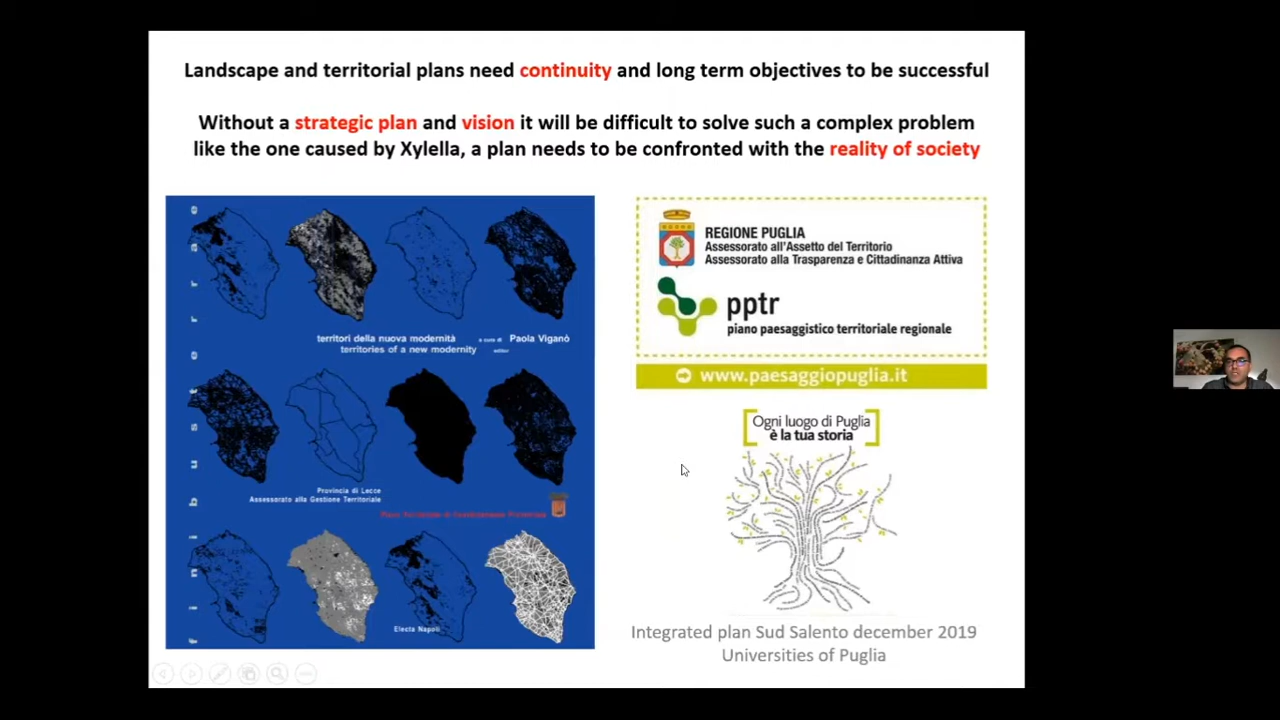 Landscape and territorial plans need continuity and long term objectives to be successful
Without a strategic plan and vision it will be difficult to solve such a complex problem
like the one caused by Xylella, a plan needs to be confronted with the reality of society
territori della nuova modernità a cura di Paola Viganò
territories of a new modernity editor
Provincia di Lecce
Assessorato alla Gestione Territoriale
Electa Napoli
REGIONE PUGLIA
Assessorato all'Assetto del Territorio
Assessorato alla Trasparenza e Cittadinanza Attiva
pptr
piano paesaggistico territoriale regionale
www.paesaggiopuglia.it
Ogni luogo di Puglia
è la tua storia
Integrated plan Sud Salento december 2019
Universities of Puglia